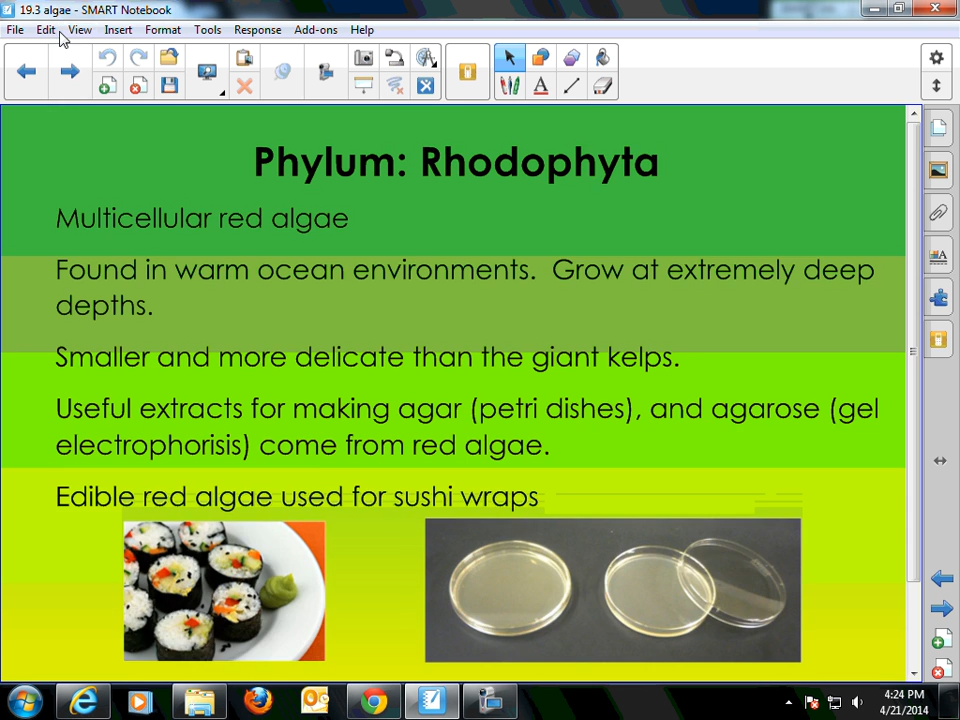 19.3 algae - SMART Notebook
File Edit View Insert Format Tools Response Add-ons Help
Phylum: Rhodophyta
Multicellular red algae
Found in warm ocean environments. Grow at extremely deep
depths.
Smaller and more delicate than the giant kelps.
Useful extracts for making agar (petri dishes), and agarose (gel
electrophorisis) come from red algae.
Edible red algae used for sushi wraps
4:24 PM
4/21/2014